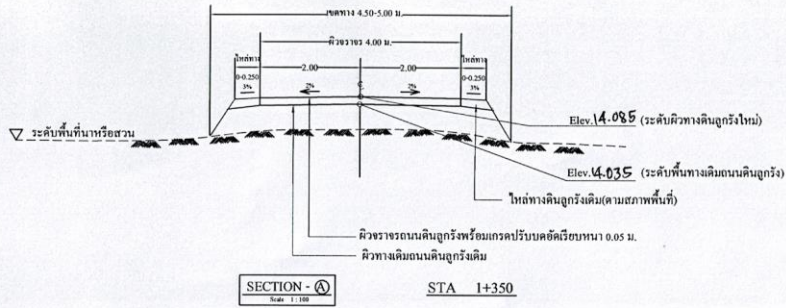 เขตทาง 4.50-5.00 ม.
ผิวจราจร 4.00 ม.
ไหล่ทาง
ไหล่ทาง
2.00
2.00
0-0.250
0-0.250
3%
2%
2%
3%
Elev.14.085 (ระดับผิวทางดินลูกรังใหม่)
ระดับพื้นที่นาหรือสวน
Elev.14.035 (ระดับพื้นทางเดิมถนนดินลูกรัง)
ไหล่ทางดินลูกรังเดิม(ตามสภาพพื้นที่)
ผิวจราจรถนนดินลูกรังพร้อมเกรดปรับบดอัดเรียบหนา 0.05 ม.
ผิวทางเดิมถนนดินลูกรังเดิม
SECTION - A
Scale 1 : 100
STA 1+350